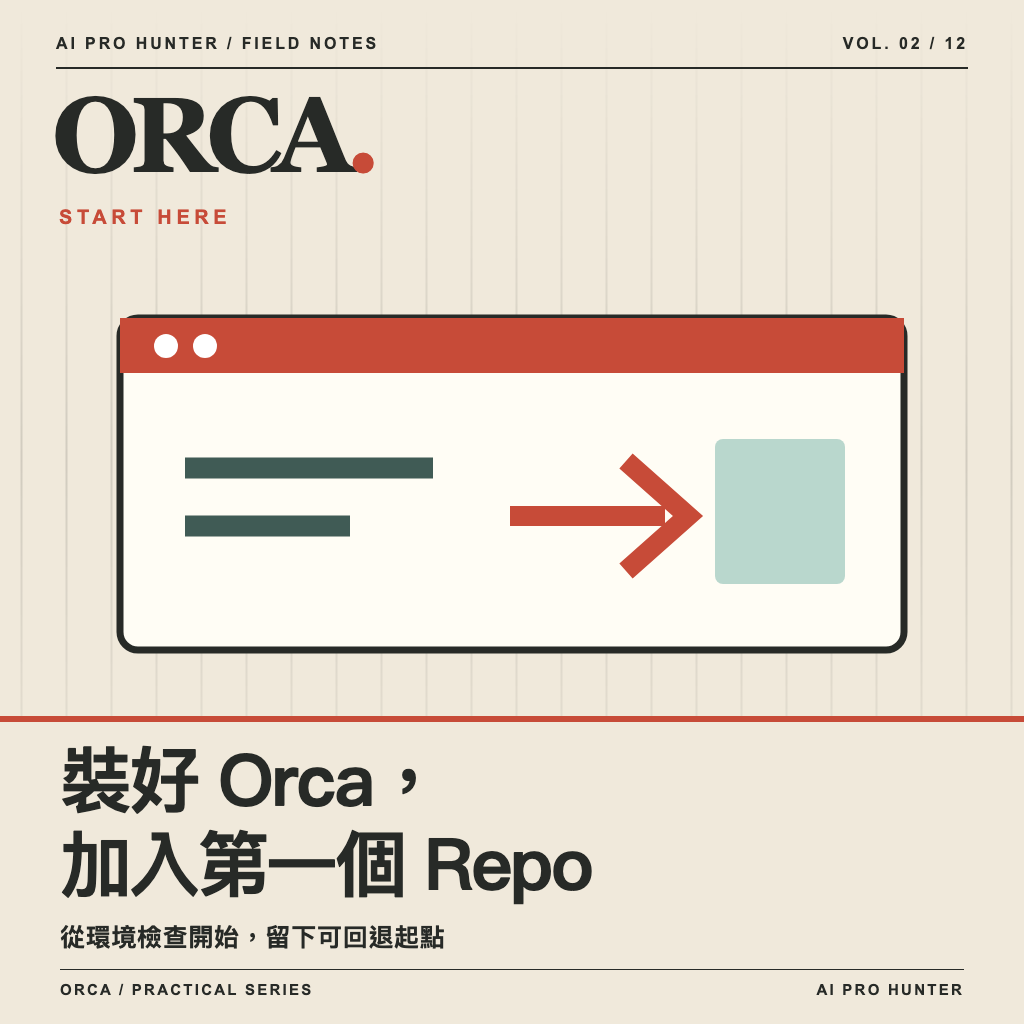 AI PRO HUNTER / FIELD NOTES
VOL. 02 / 12
ORCA.
START HERE
裝好 Orca，
加入第一個 Repo
從環境檢查開始，留下可回退起點
ORCA / PRACTICAL SERIES
AI PRO HUNTER